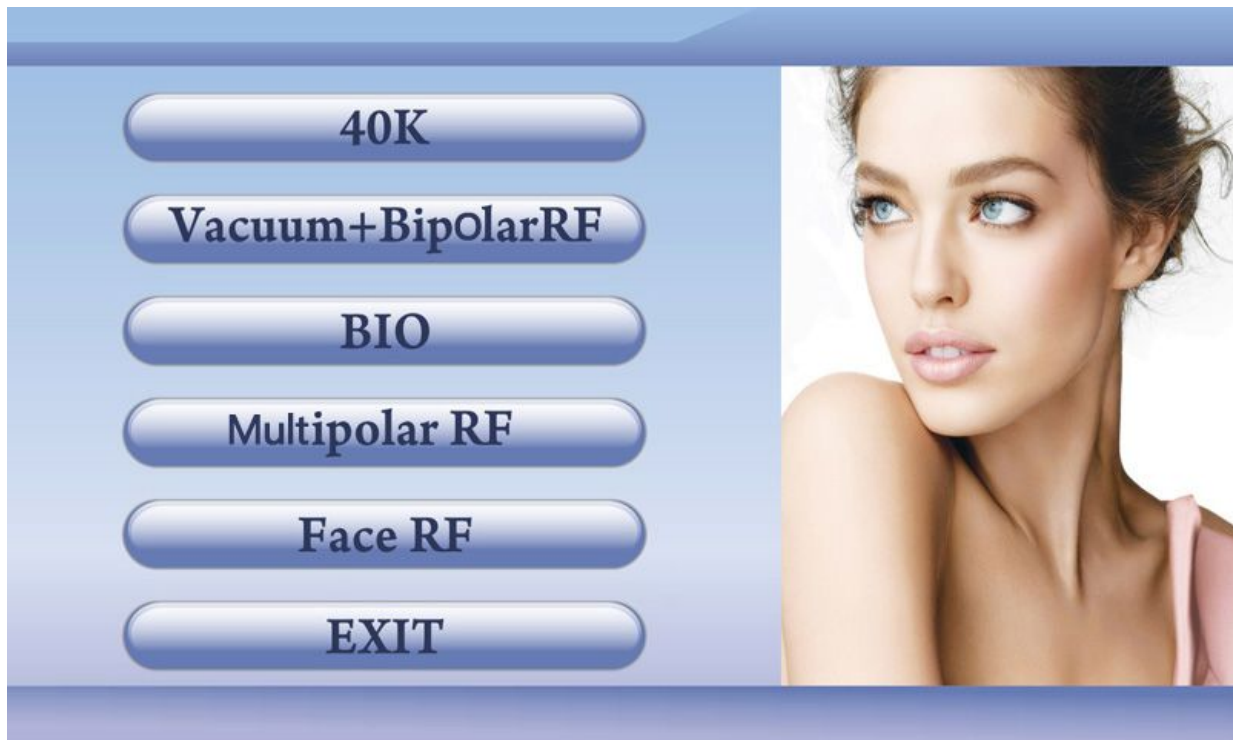 40K
Vacuum+BipolarRF
BIO
Multipolar RF
Face RF
EXIT